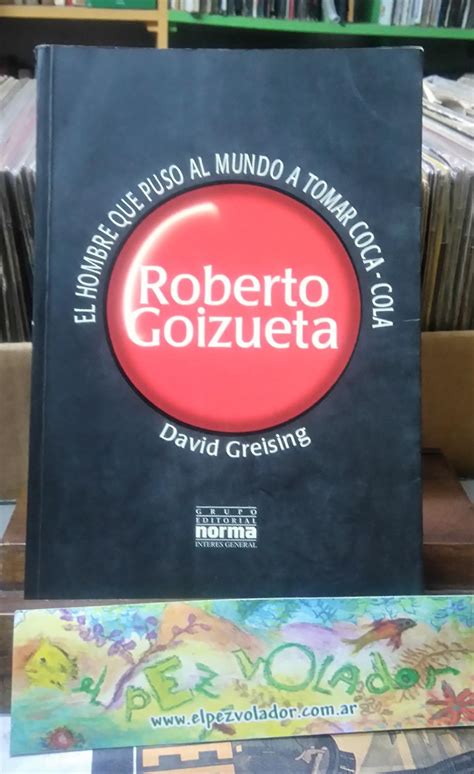 EL HOMBRE QUE PUSO AL MUNDO A TOMAR COCA - COLA
Roberto
Goizueta
David Greising
GRUPO
EDITORIAL
norma
INTERES GENERAL
el pEZ VOLAdor
www.elpezvolador.com.ar